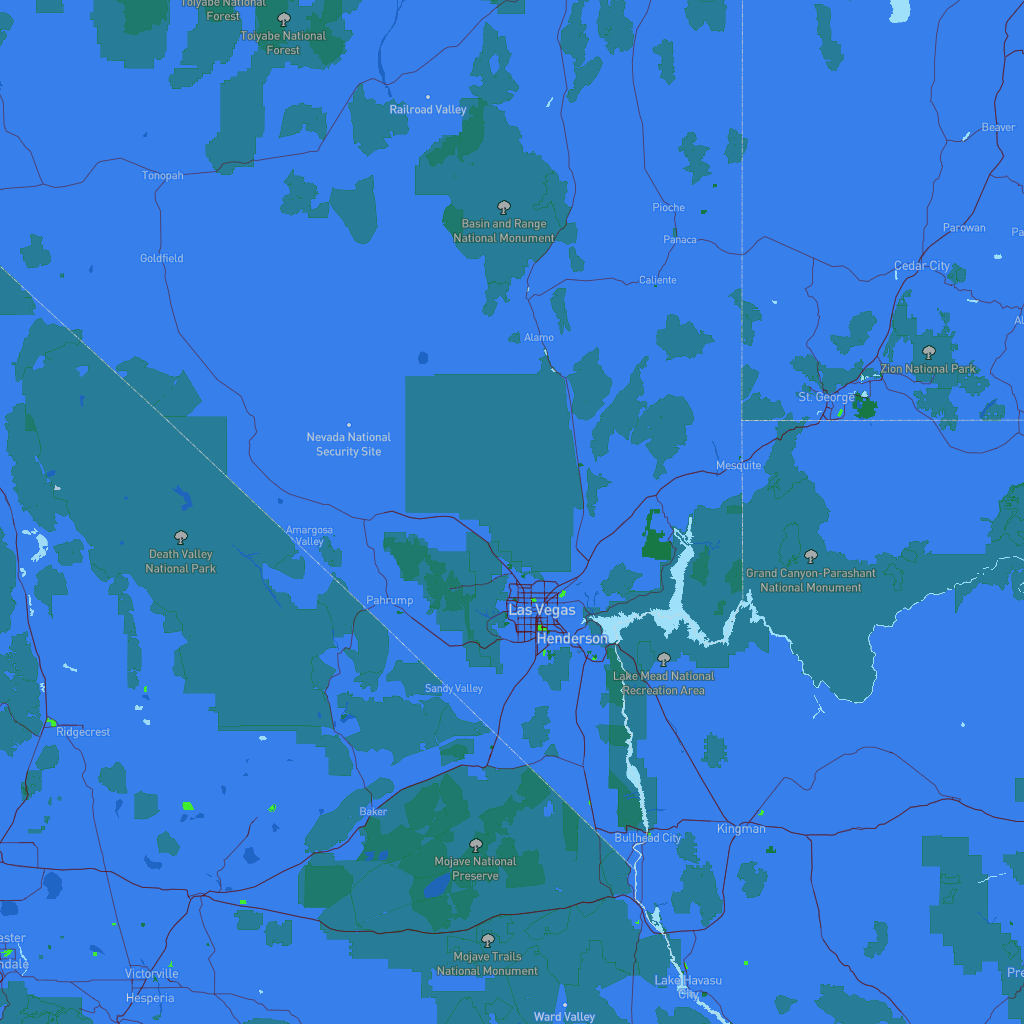 Toiyabe National
Forest
Toiyabe National
Forest
Railroad Valley
Beaver
Tonopah
Pioche
Basin and Range
National Monument
Parowan
Panaca
Goldfield
Cedar City
Caliente
Alamo
Zion National Park
St. George
Nevada National
Security Site
Mesquite
Amargosa
Valley
Death Valley
National Park
Grand Canyon-Parashant
National Monument
Pahrump
Las Vegas
Henderson
Lake Mead National
Recreation Area
Sandy Valley
Ridgecrest
Baker
Kingman
Bullhead City
Mojave National
Preserve
Mojave Trails
National Monument
Victorville
Lake Havasu
City
Hesperia
Ward Valley